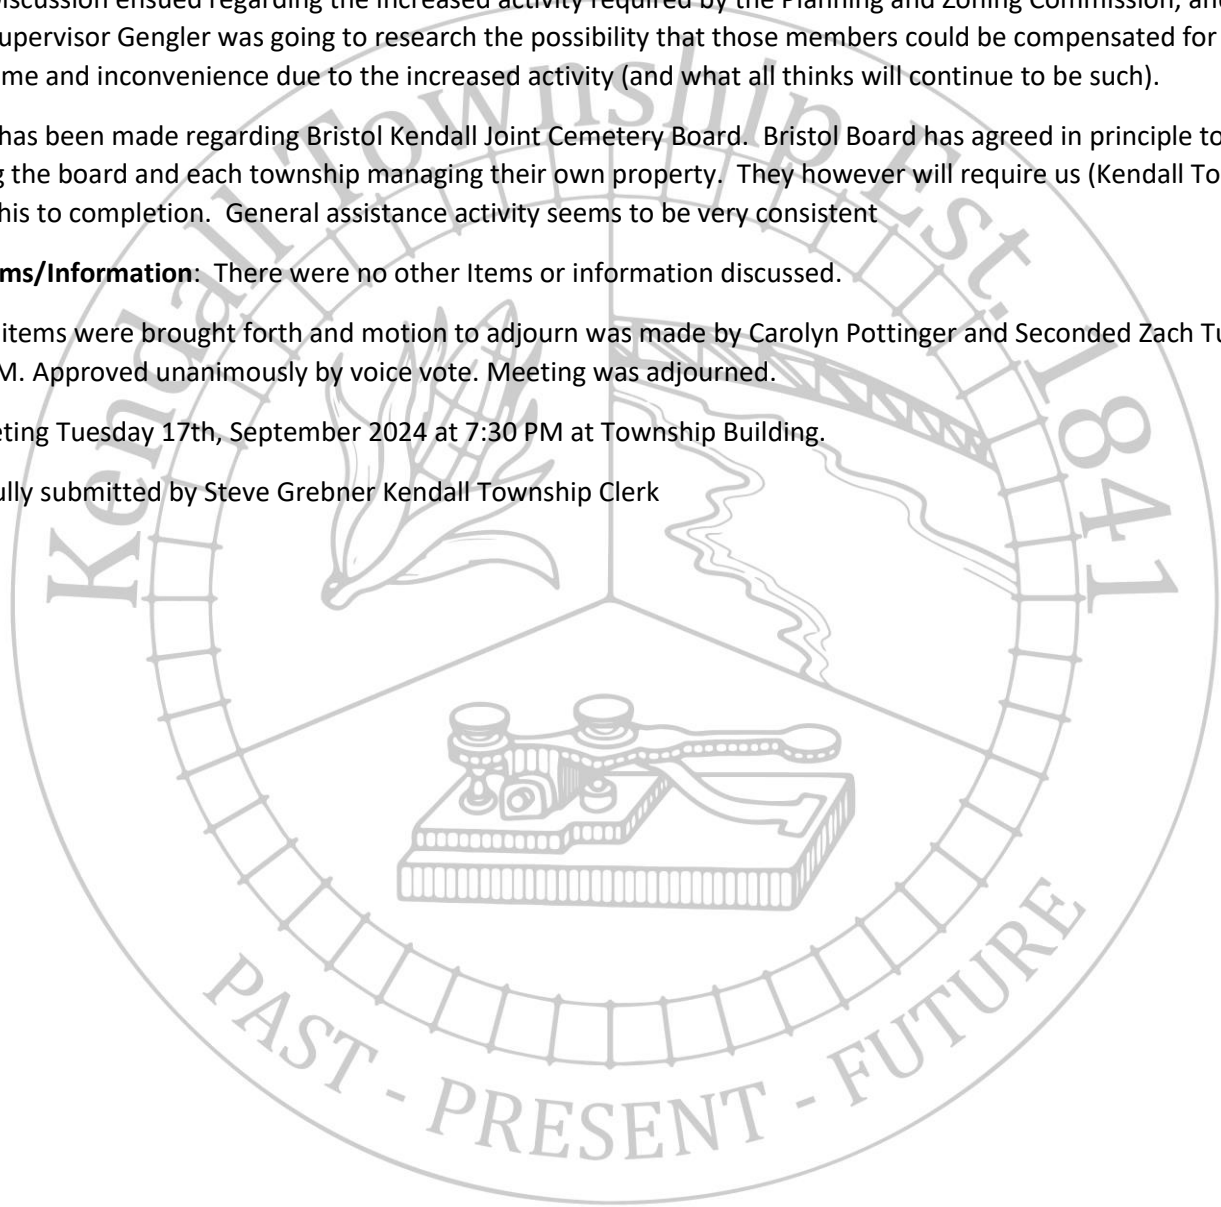 iscussion ensued regarding the increased activity required by the Planning and Zoning Commission, and
upervisor Gengler was going to research the possibility that those members could be compensated for
me and inconvenience due to the increased activity (and what all thinks will continue to be such).
has been made regarding Bristol Kendall Joint Cemetery Board. Bristol Board has agreed in principle to
g the board and each township managing their own property. They however will require us (Kendall To
his to completion. General assistance activity seems to be very consistent
ms/Information: There were no other Items or information discussed.
items were brought forth and motion to adjourn was made by Carolyn Pottinger and Seconded Zach Tu
M. Approved unanimously by voice vote. Meeting was adjourned.
eting Tuesday 17th, September 2024 at 7:30 PM at Township Building.
ully submitted by Steve Grebner Kendall Township Clerk
Kendall Township Est. 1841
PAST - PRESENT - FUTURE